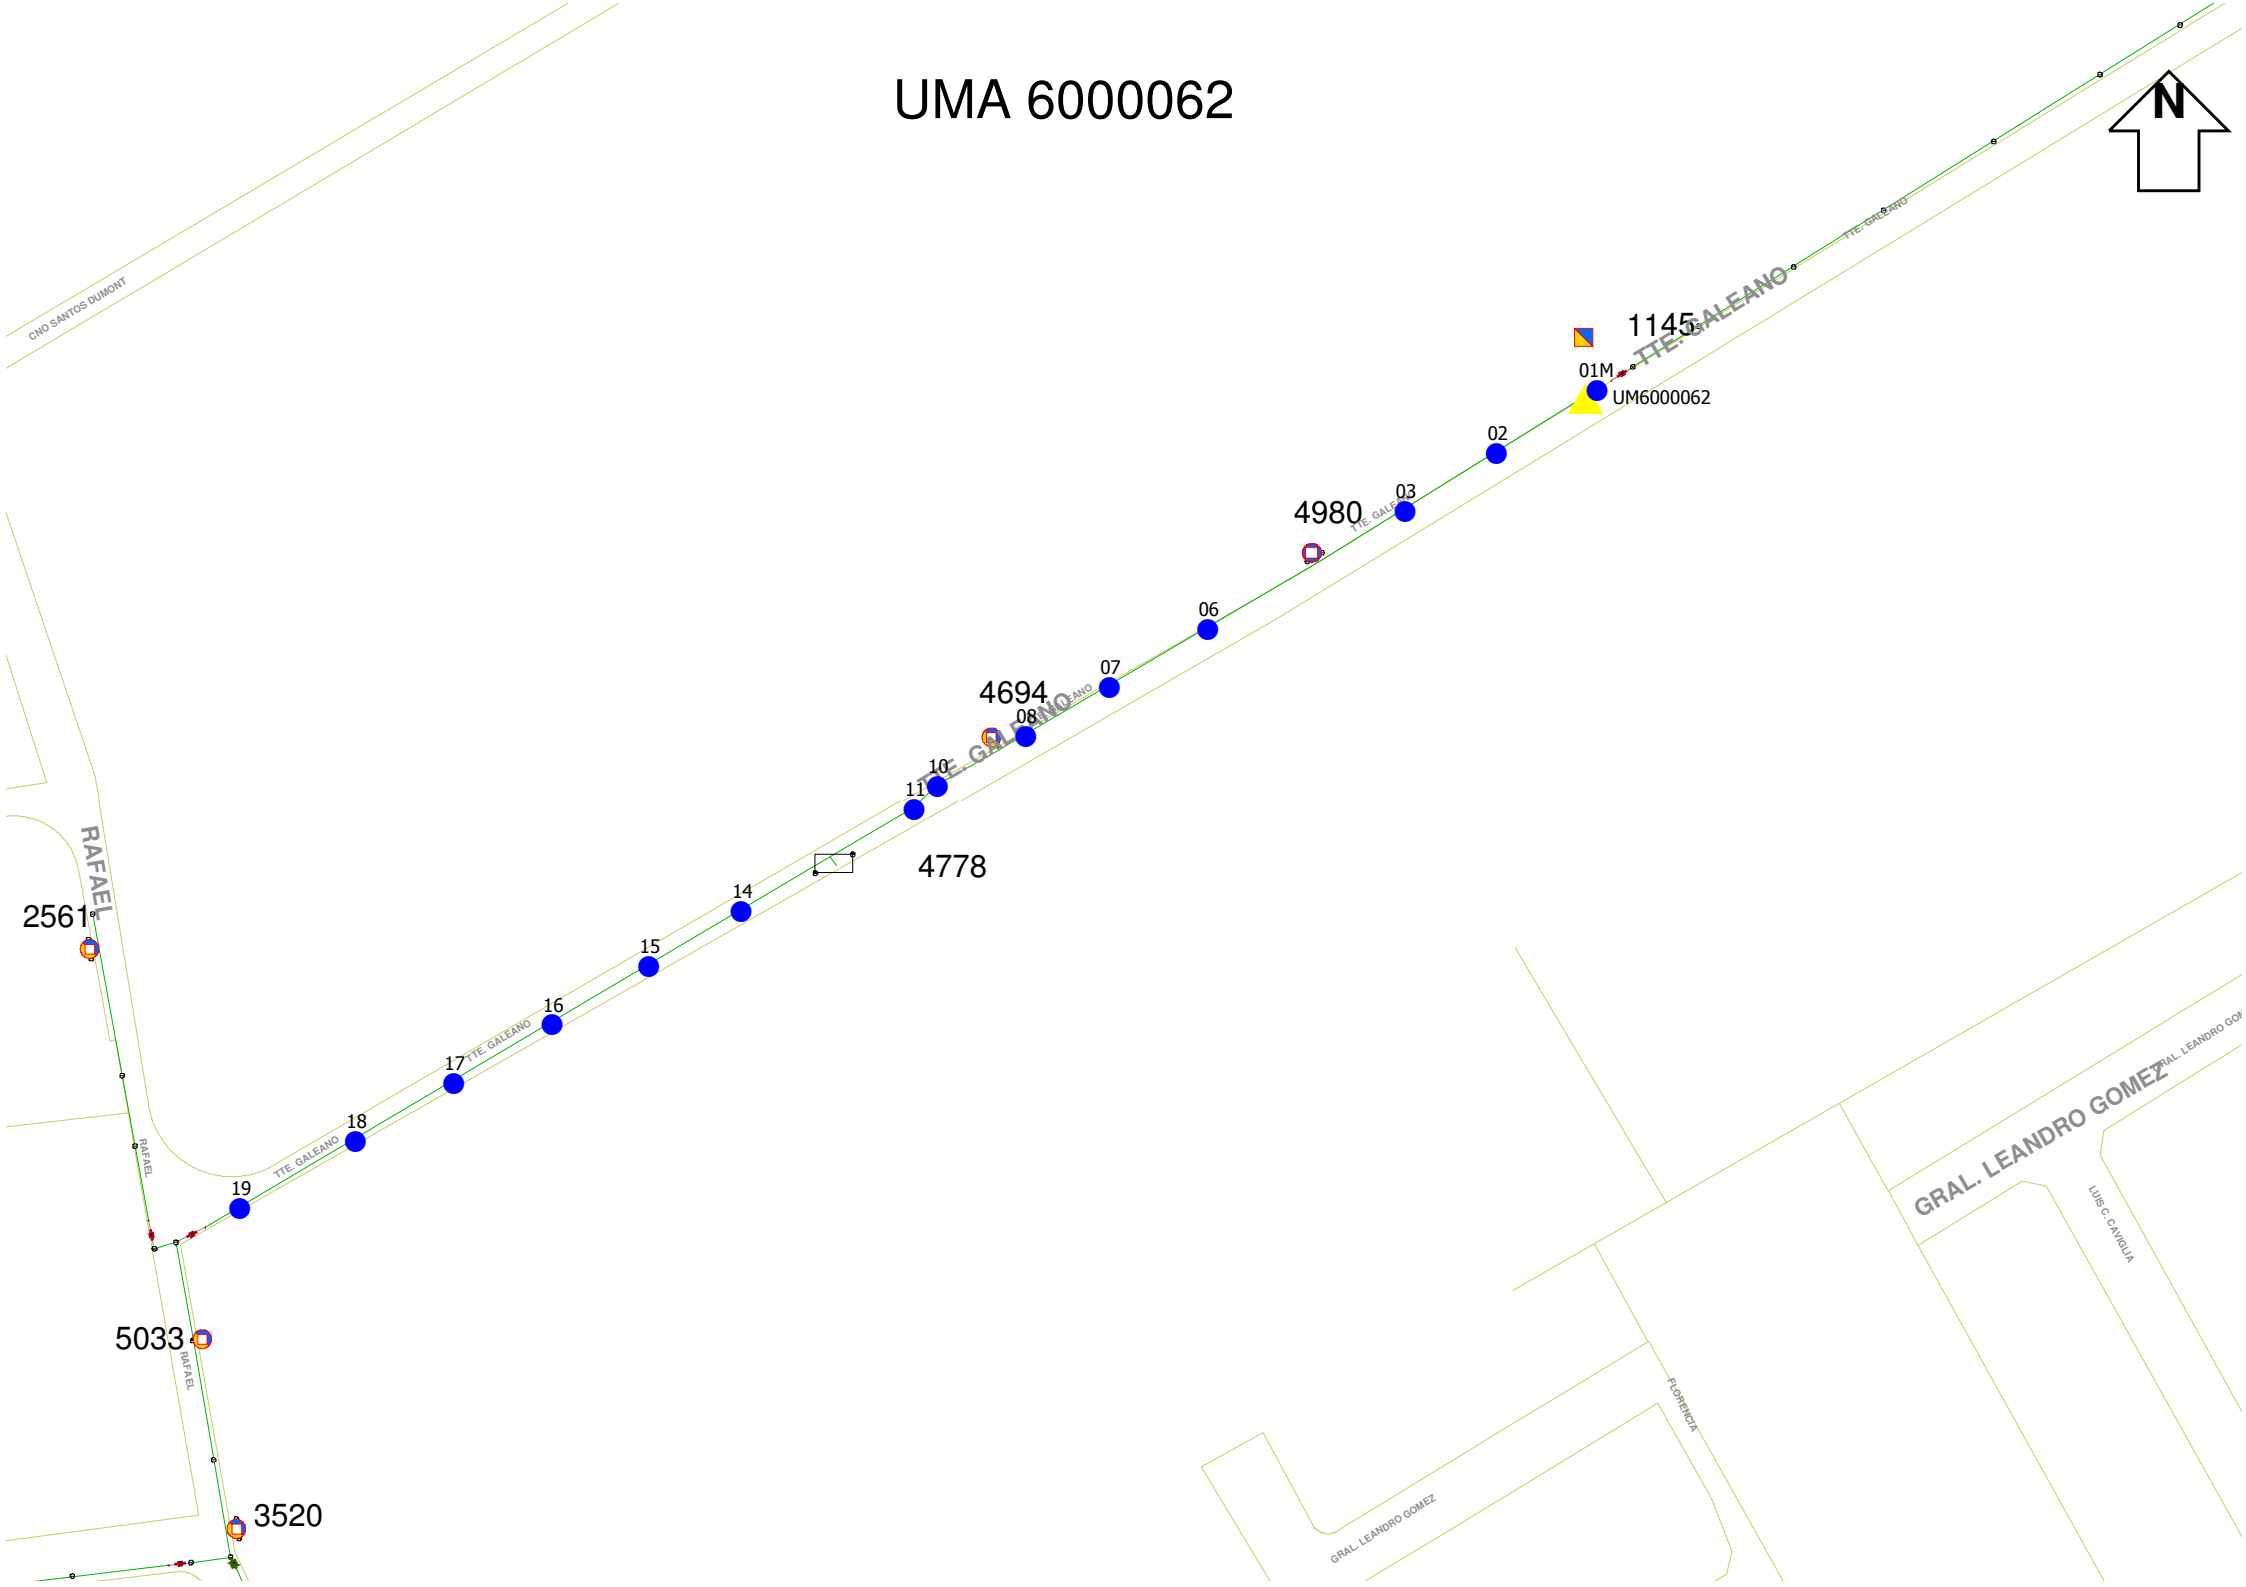 UMA 6000062
N
TTE. GALEANO
CNO SANTOS DUMONT
1145
TTE. GALEANO
01M
UM6000062
02
03
4980
06
07
4694
08
TTE. GALEANO
10
11
4778
RAFAEL
2561
14
15
16
TTE. GALEANO
17
18
TTE. GALEANO
RAFAEL
19
GRAL. LEANDRO GOMEZ
LUIS C. CAVIGLIA
5033
RAFAEL
FLORENCIA
3520
GRAL. LEANDRO GOMEZ